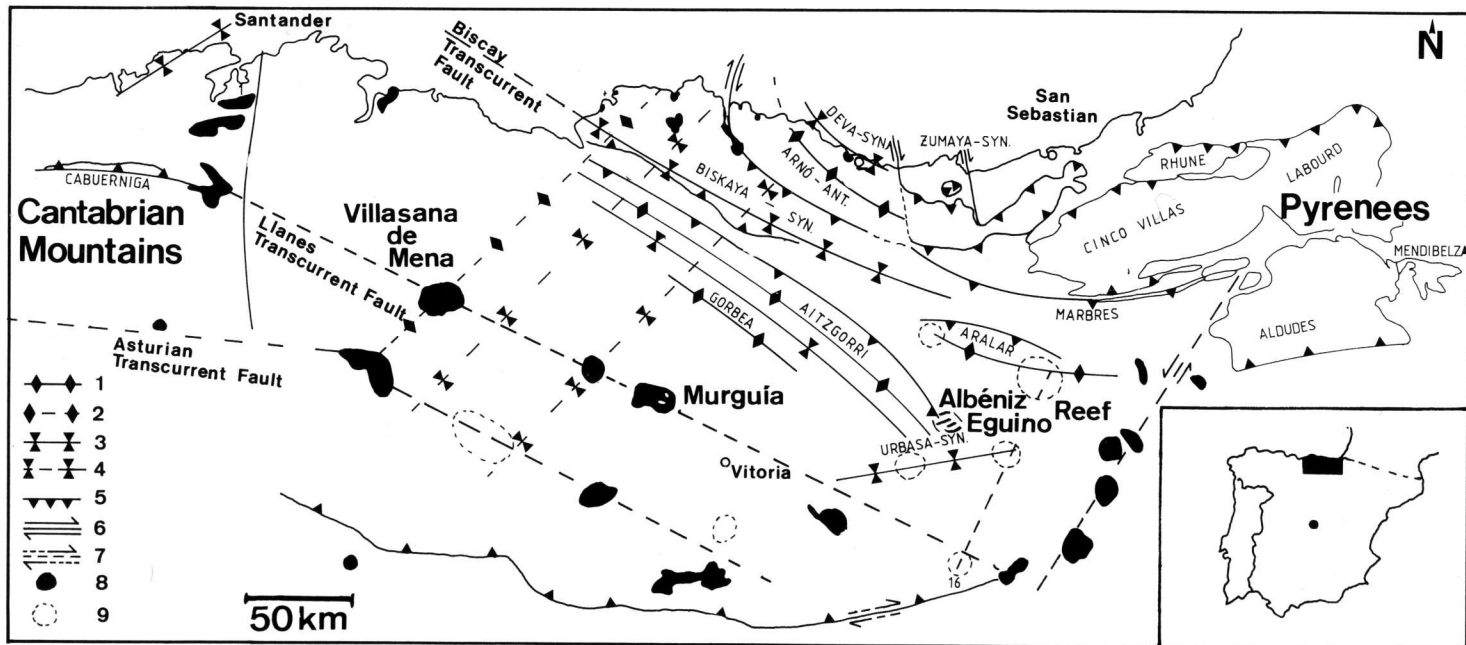 Santander
Biscay
Transcurrent
Fault
N
San
Sebastian
DEVA-SYN.
ZUMAYA-SYN.
RHUNE
LABOURD
CABUERNIGA
ARNÓ-ANT.
BISKAYA-SYN.
CINCO VILLAS
Pyrenees
Cantabrian
Mountains
Villasana
de
Mena
Llanes
Transcurrent Fault
MENDIBELZA
GORBEA
AITZGORRI
MARBRES
ARALAR
ALDUDES
Asturian
Transcurrent Fault
Murguía
Albéniz
Eguino
Reef
URBASA-SYN.
Vitoria
16
1
2
3
4
5
6
7
8
9
50km